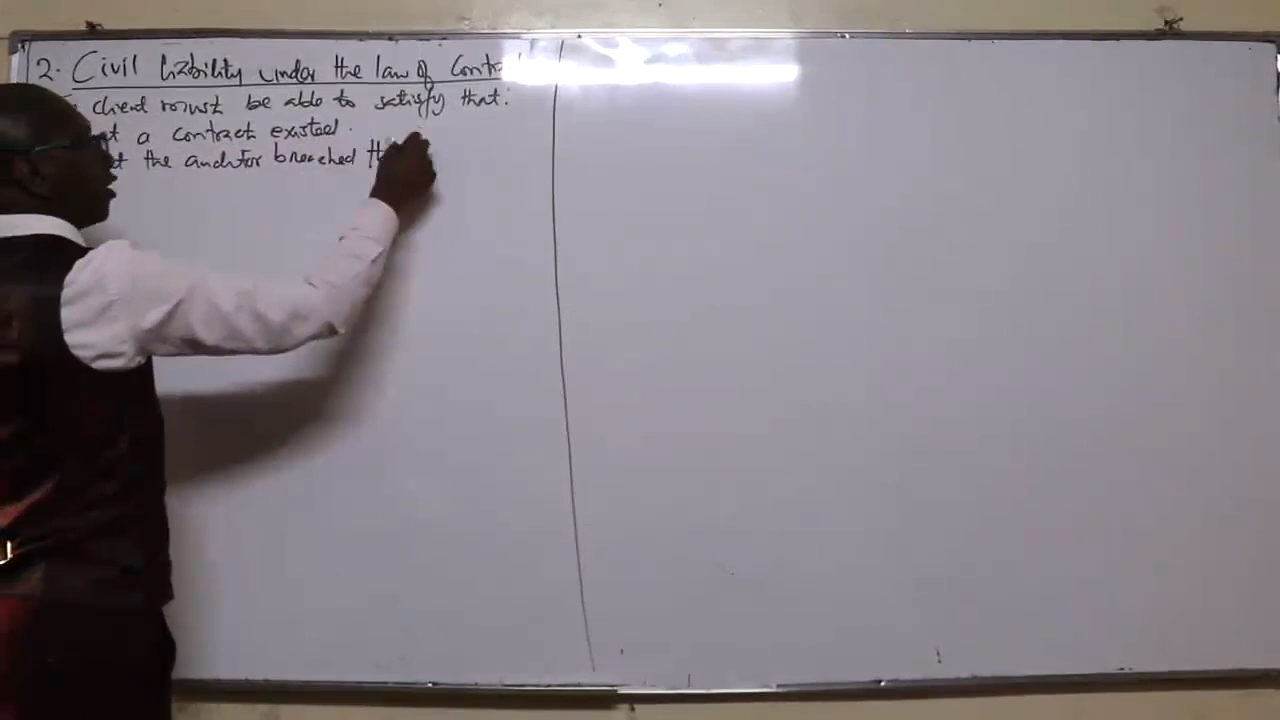 2. Civil liability under the law of
client must be able to satisfy that:
a contract existed.
the auditor breached